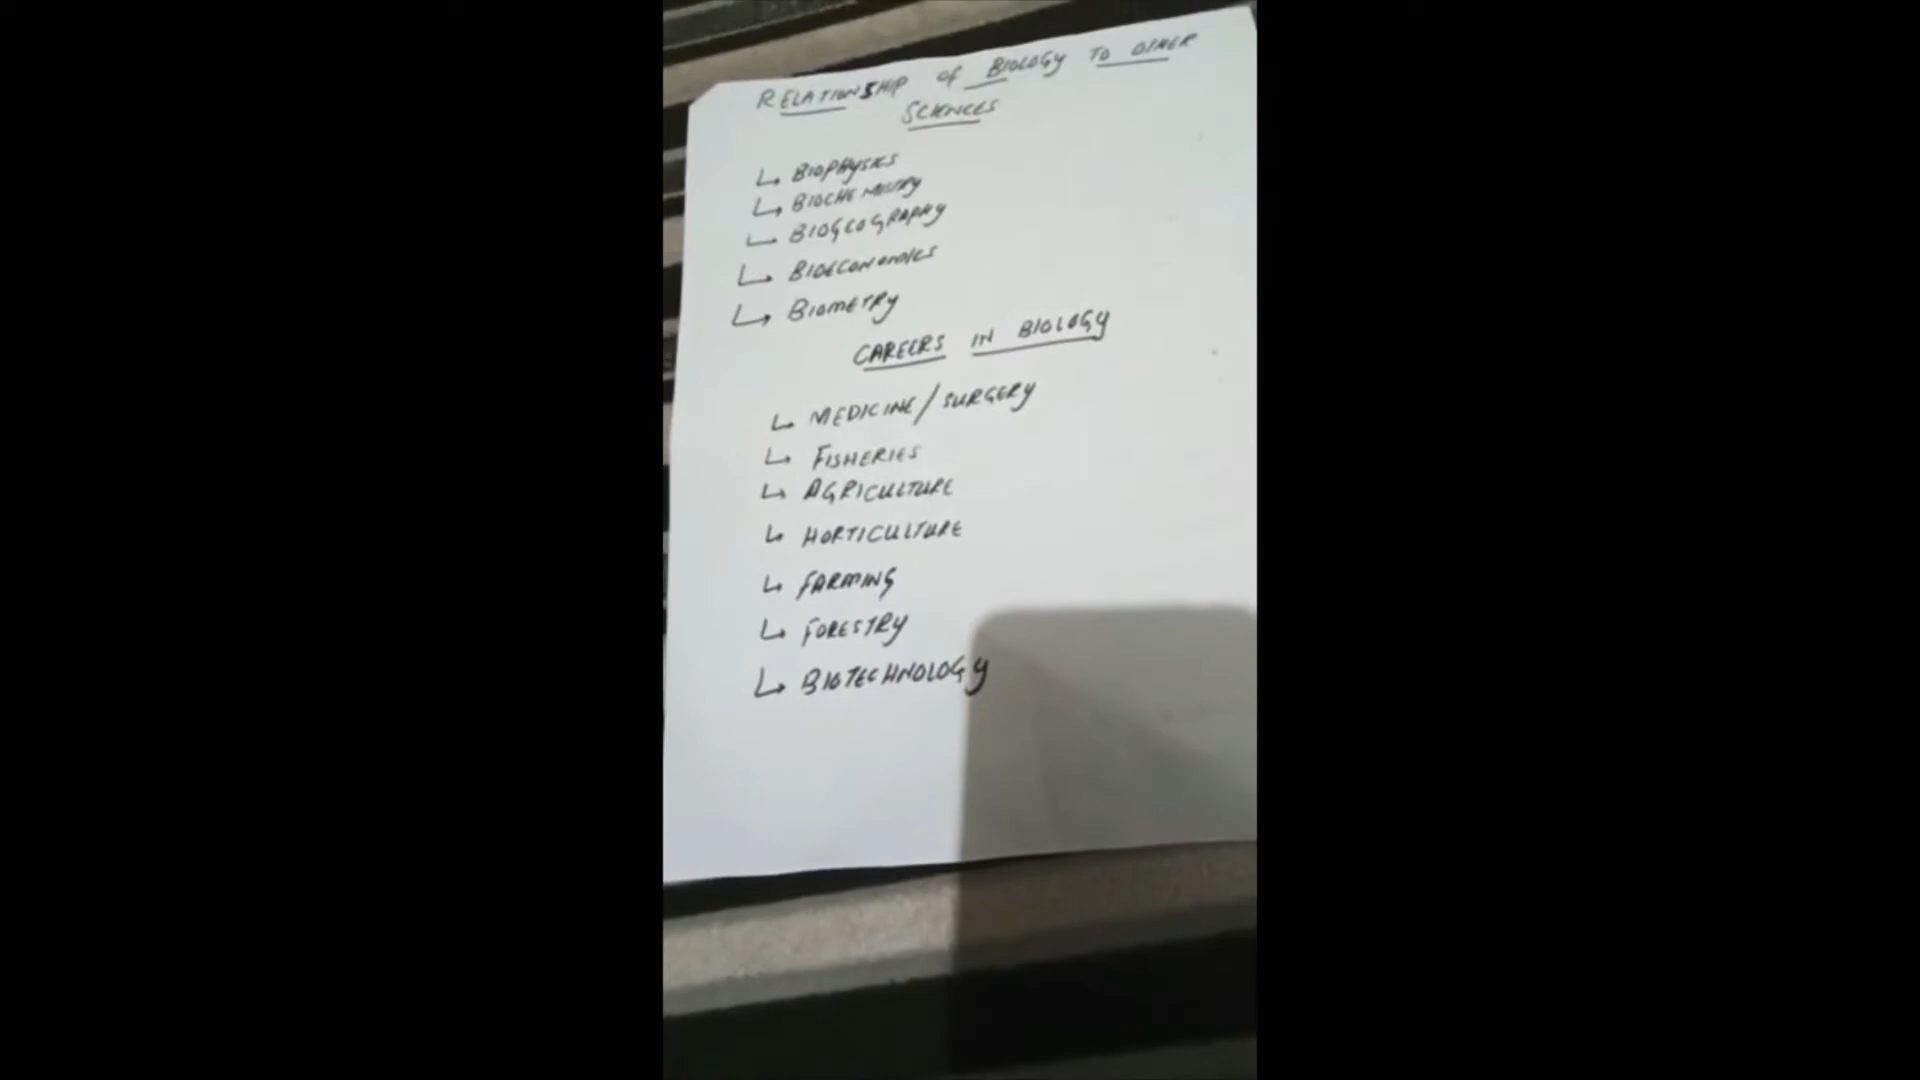 RELATIONSHIP OF BIOLOGY TO OTHER
SCIENCES
↳ BIOPHYSICS
↳ BIOCHEMISTRY
↳ BIOGEOGRAPHY
↳ BIOECONOMICS
↳ BIOMETRY
CAREERS IN BIOLOGY
↳ MEDICINE/SURGERY
↳ FISHERIES
↳ AGRICULTURE
↳ HORTICULTURE
↳ FARMING
↳ FORESTRY
↳ BIOTECHNOLOGY